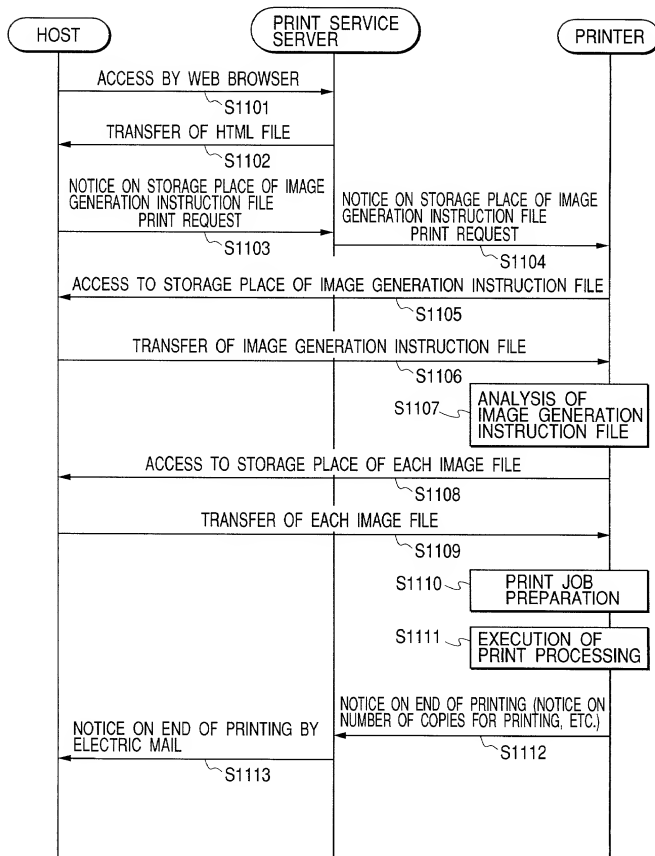 HOST
PRINT SERVICE
SERVER
PRINTER
ACCESS BY WEB BROWSER
S1101
TRANSFER OF HTML FILE
S1102
NOTICE ON STORAGE PLACE OF IMAGE
GENERATION INSTRUCTION FILE
PRINT REQUEST
S1103
NOTICE ON STORAGE PLACE OF IMAGE
GENERATION INSTRUCTION FILE
PRINT REQUEST
S1104
ACCESS TO STORAGE PLACE OF IMAGE GENERATION INSTRUCTION FILE
S1105
TRANSFER OF IMAGE GENERATION INSTRUCTION FILE
S1106
S1107
ANALYSIS OF
IMAGE GENERATION
INSTRUCTION FILE
ACCESS TO STORAGE PLACE OF EACH IMAGE FILE
S1108
TRANSFER OF EACH IMAGE FILE
S1109
S1110
PRINT JOB
PREPARATION
S1111
EXECUTION OF
PRINT PROCESSING
NOTICE ON END OF PRINTING (NOTICE ON
NUMBER OF COPIES FOR PRINTING, ETC.)
S1112
NOTICE ON END OF PRINTING BY
ELECTRIC MAIL
S1113